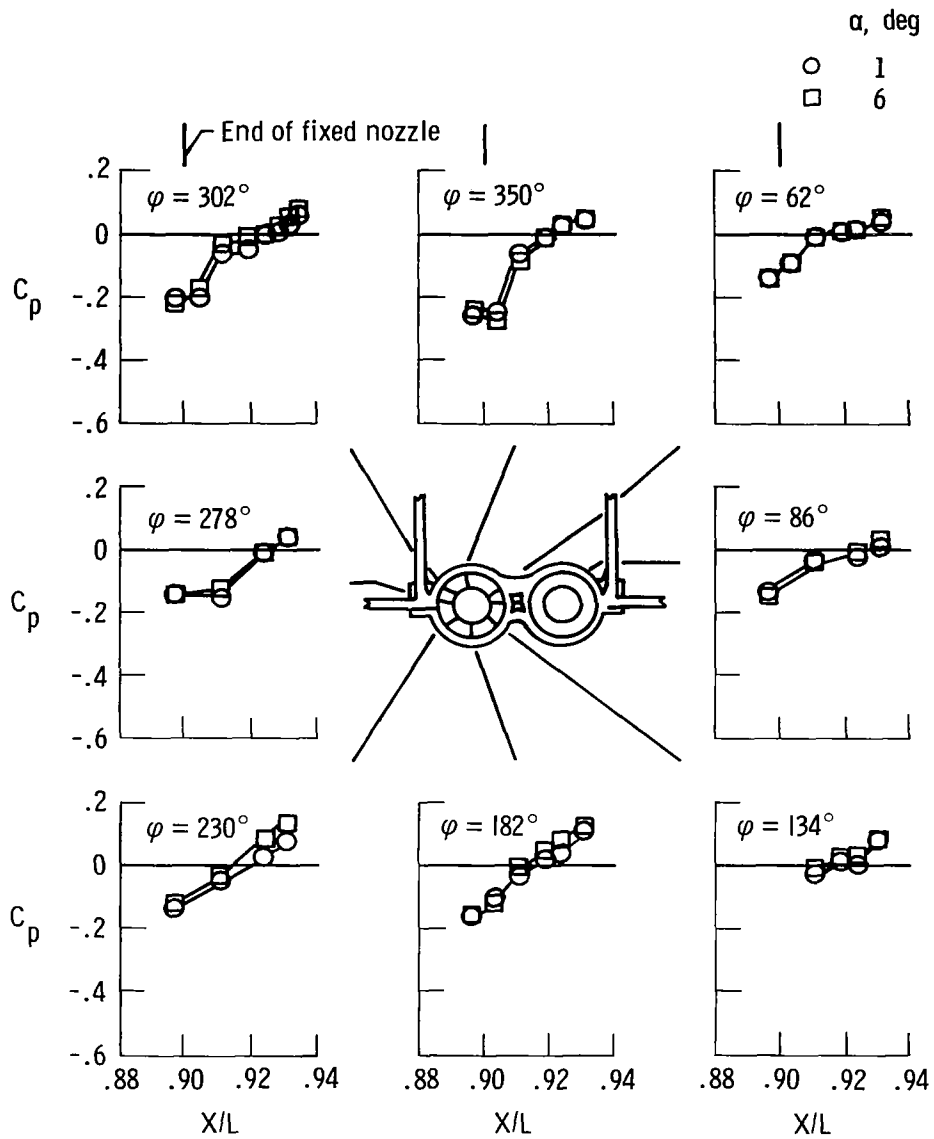 α, deg
○ 1
□ 6
End of fixed nozzle
.2
0
-.2
-.4
-.6
C_p
φ = 302°
φ = 350°
φ = 62°
.2
0
-.2
-.4
-.6
C_p
φ = 278°
φ = 86°
.2
0
-.2
-.4
-.6
C_p
φ = 230°
φ = 182°
φ = 134°
.88 .90 .92 .94
.88 .90 .92 .94
.88 .90 .92 .94
X/L
X/L
X/L